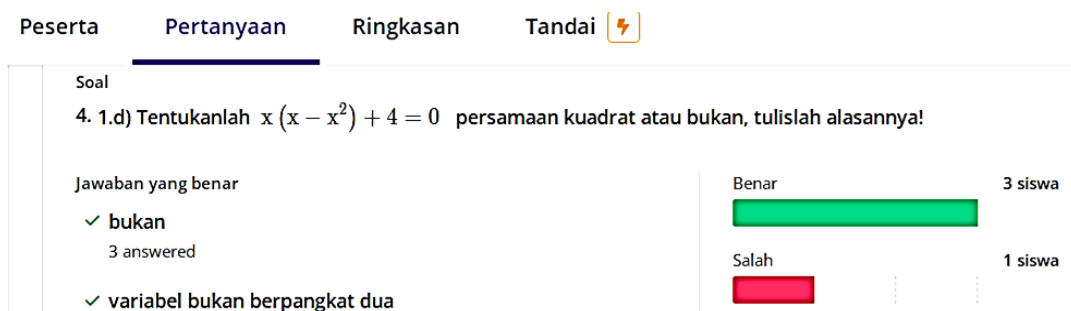 Peserta Pertanyaan Ringkasan Tandai
Soal
4. 1.d) Tentukanlah x(x − x²) + 4 = 0 persamaan kuadrat atau bukan, tulislah alasannya!
Jawaban yang benar
✓ bukan
3 answered
✓ variabel bukan berpangkat dua
Benar 3 siswa
Salah 1 siswa